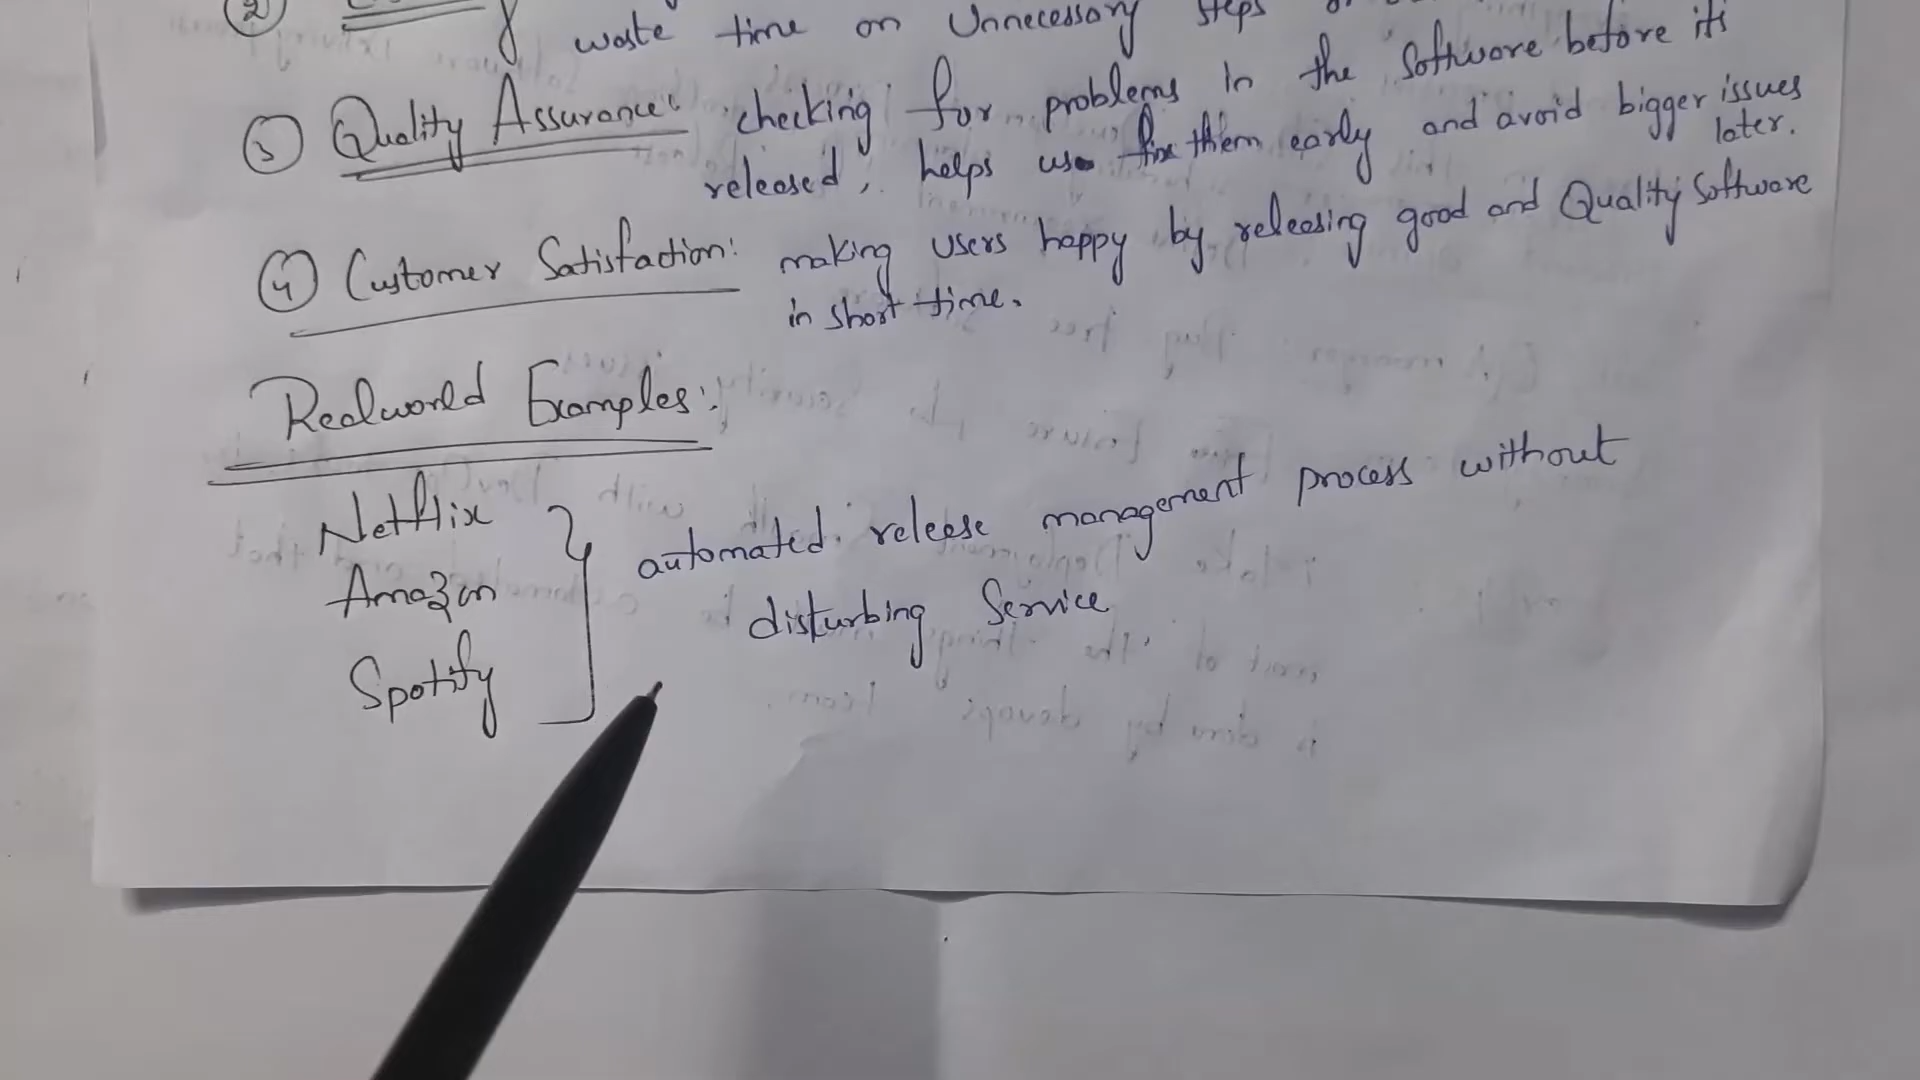 ②
waste time on Unnecessary steps
③ Quality Assurance: checking for problems in the software before its
released, helps us fix them early and avoid bigger issues
later.
④ Customer Satisfaction: making users happy by releasing good and Quality Software
in short time.
Realworld Examples:
Netflix
Amazon
Spotify
automated release management process without
disturbing Service